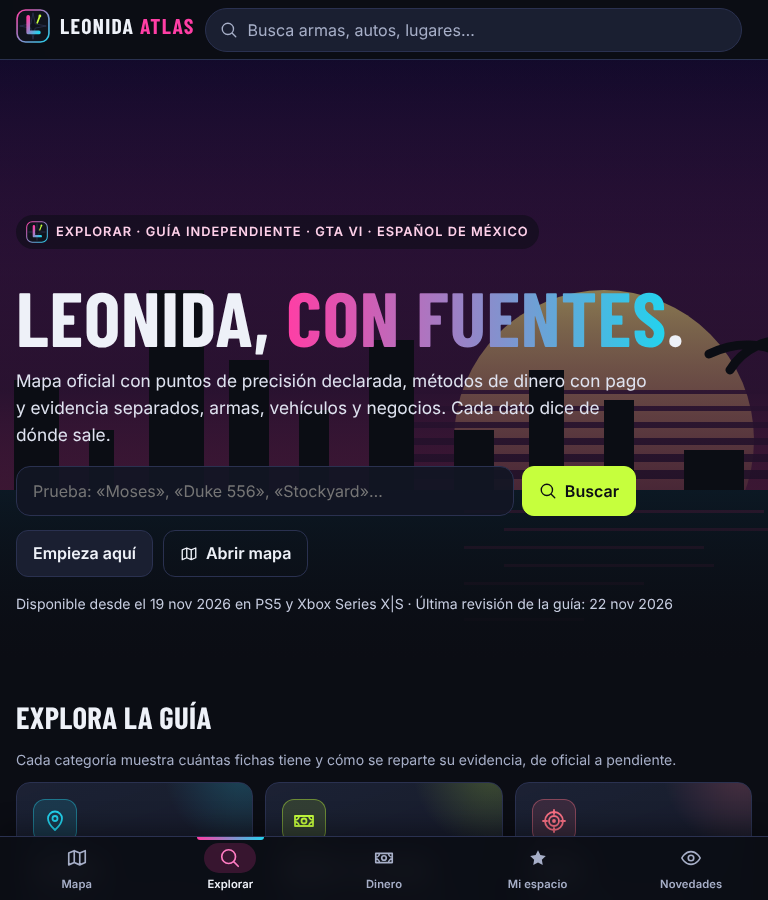 LEONIDA ATLAS
Busca armas, autos, lugares...
EXPLORAR · GUÍA INDEPENDIENTE · GTA VI · ESPAÑOL DE MÉXICO
LEONIDA, CON FUENTES.
Mapa oficial con puntos de precisión declarada, métodos de dinero con pago
y evidencia separados, armas, vehículos y negocios. Cada dato dice de
dónde sale.
Prueba: «Moses», «Duke 556», «Stockyard»...
Buscar
Empieza aquí
Abrir mapa
Disponible desde el 19 nov 2026 en PS5 y Xbox Series X|S · Última revisión de la guía: 22 nov 2026
EXPLORA LA GUÍA
Cada categoría muestra cuántas fichas tiene y cómo se reparte su evidencia, de oficial a pendiente.
Mapa
Explorar
Dinero
Mi espacio
Novedades